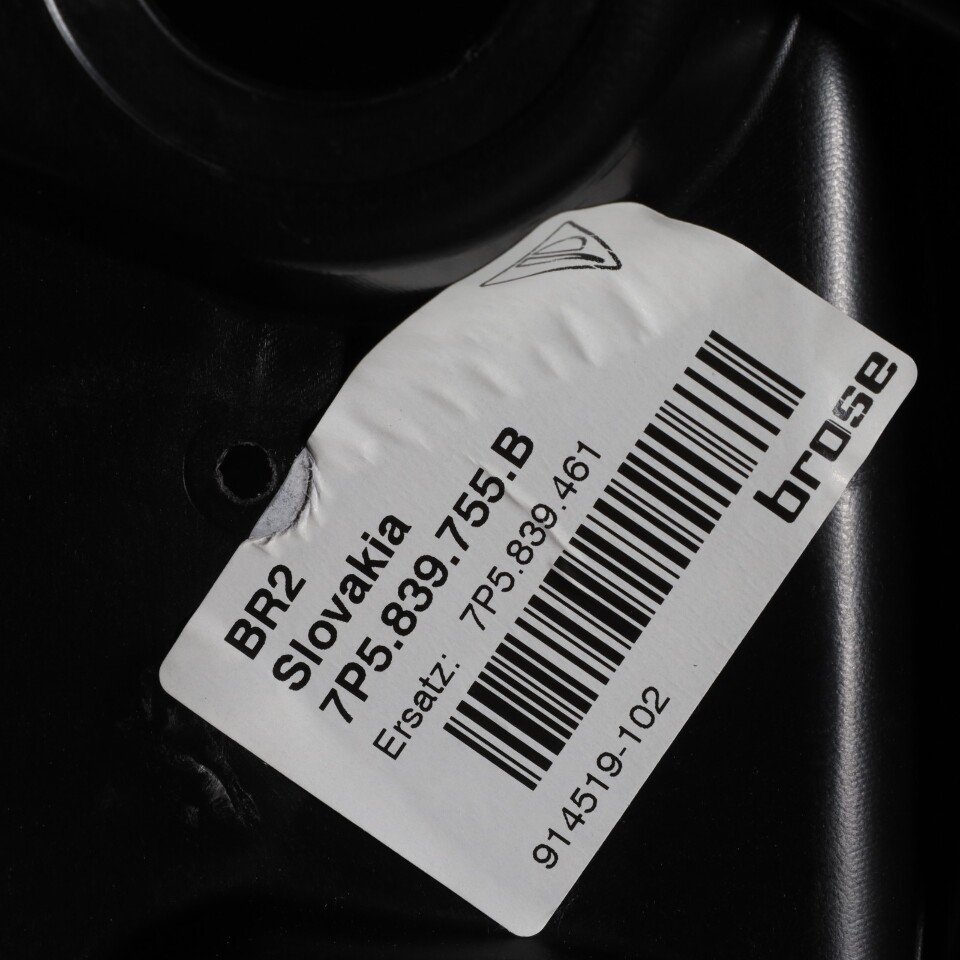 BR2
Slovakia
7P5.839.755.B
Ersatz: 7P5.839.461
914519-102
brose